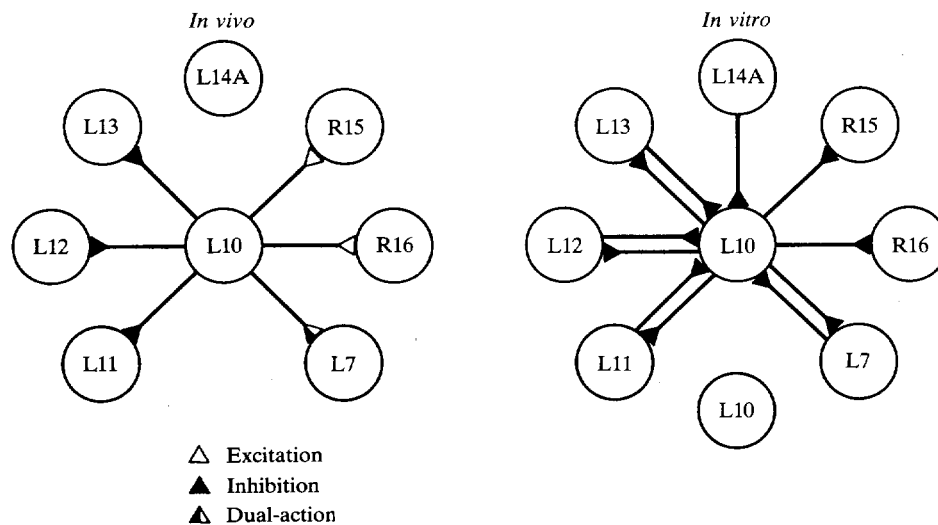 In vivo
L14A
L13
R15
L12
L10
R16
L11
L7
In vitro
L14A
L13
R15
L12
L10
R16
L11
L7
L10
Excitation
Inhibition
Dual-action